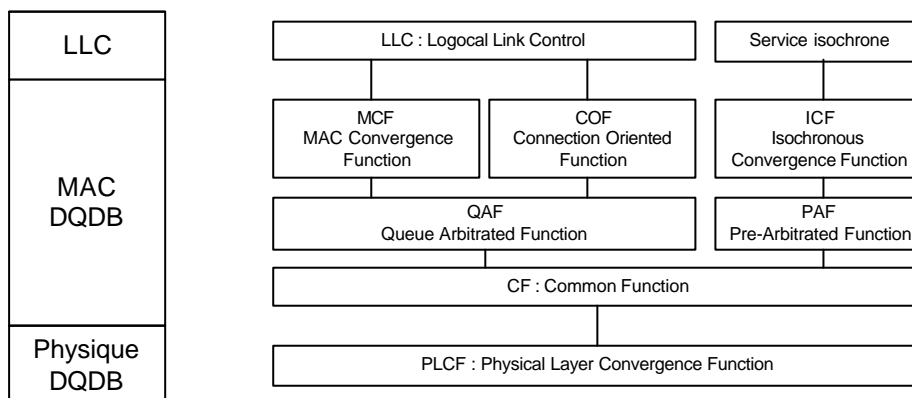 LLC
MAC
DQDB
Physique
DQDB
LLC : Logocal Link Control
Service isochrone
MCF
MAC Convergence
Function
COF
Connection Oriented
Function
ICF
Isochronous
Convergence Function
QAF
Queue Arbitrated Function
PAF
Pre-Arbitrated Function
CF : Common Function
PLCF : Physical Layer Convergence Function